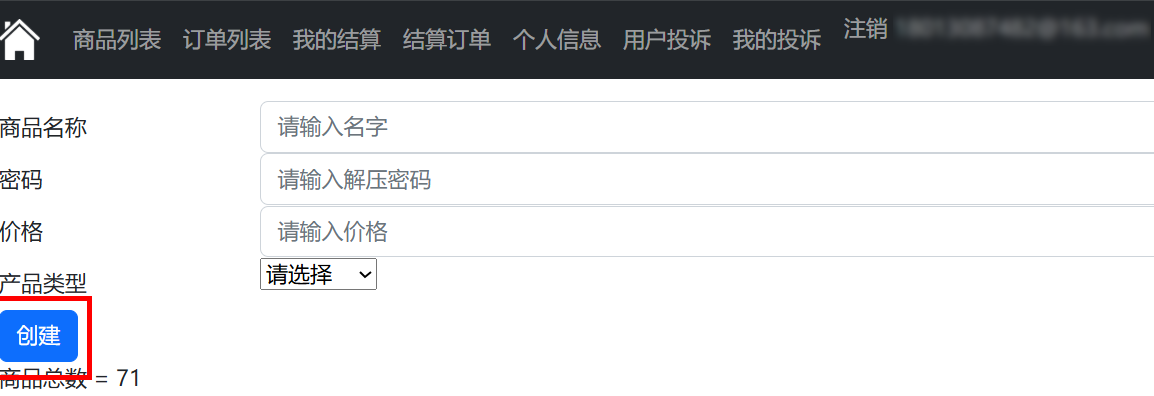 商品列表 订单列表 我的结算 结算订单 个人信息 用户投诉 我的投诉 注销
商品名称 请输入名字
密码 请输入解压密码
价格 请输入价格
产品类型 请选择
创建
商品总数 = 71